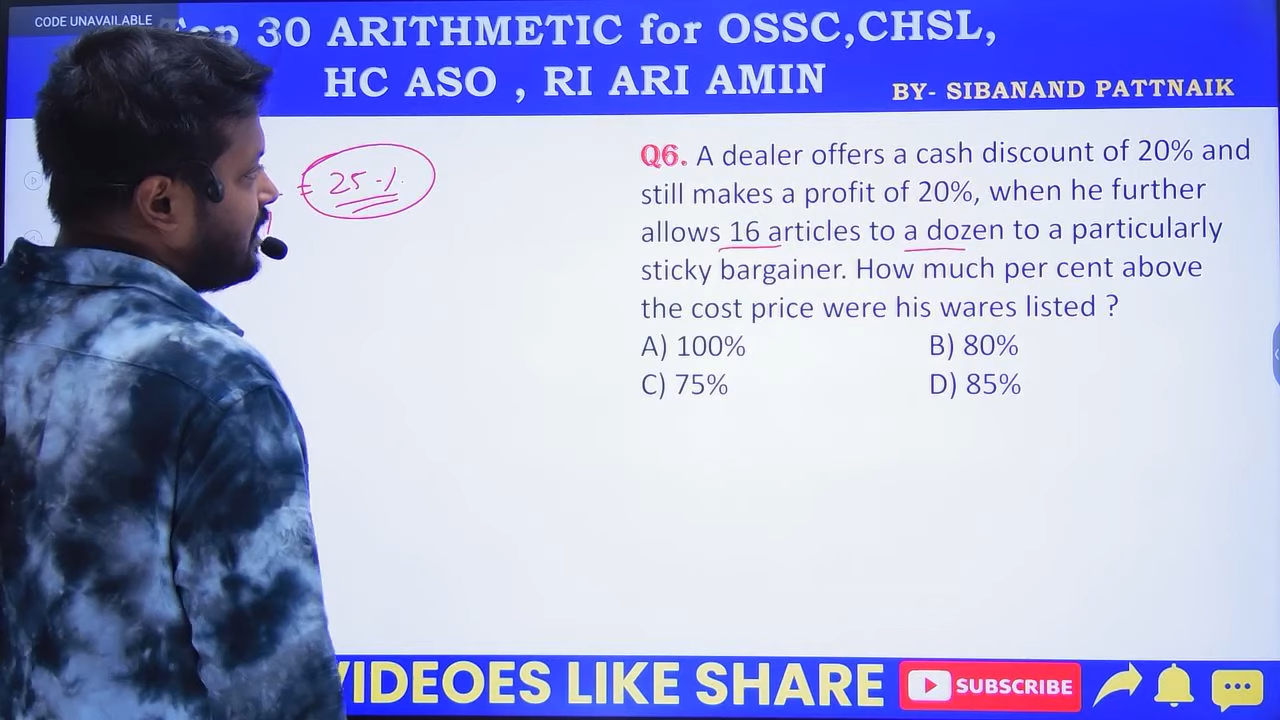 CODE UNAVAILABLE
Top 30 ARITHMETIC for OSSC,CHSL,
HC ASO , RI ARI AMIN
BY- SIBANAND PATTNAIK
= 25%
Q6. A dealer offers a cash discount of 20% and
still makes a profit of 20%, when he further
allows 16 articles to a dozen to a particularly
sticky bargainer. How much per cent above
the cost price were his wares listed ?
A) 100%
B) 80%
C) 75%
D) 85%
VIDEOES LIKE SHARE
SUBSCRIBE